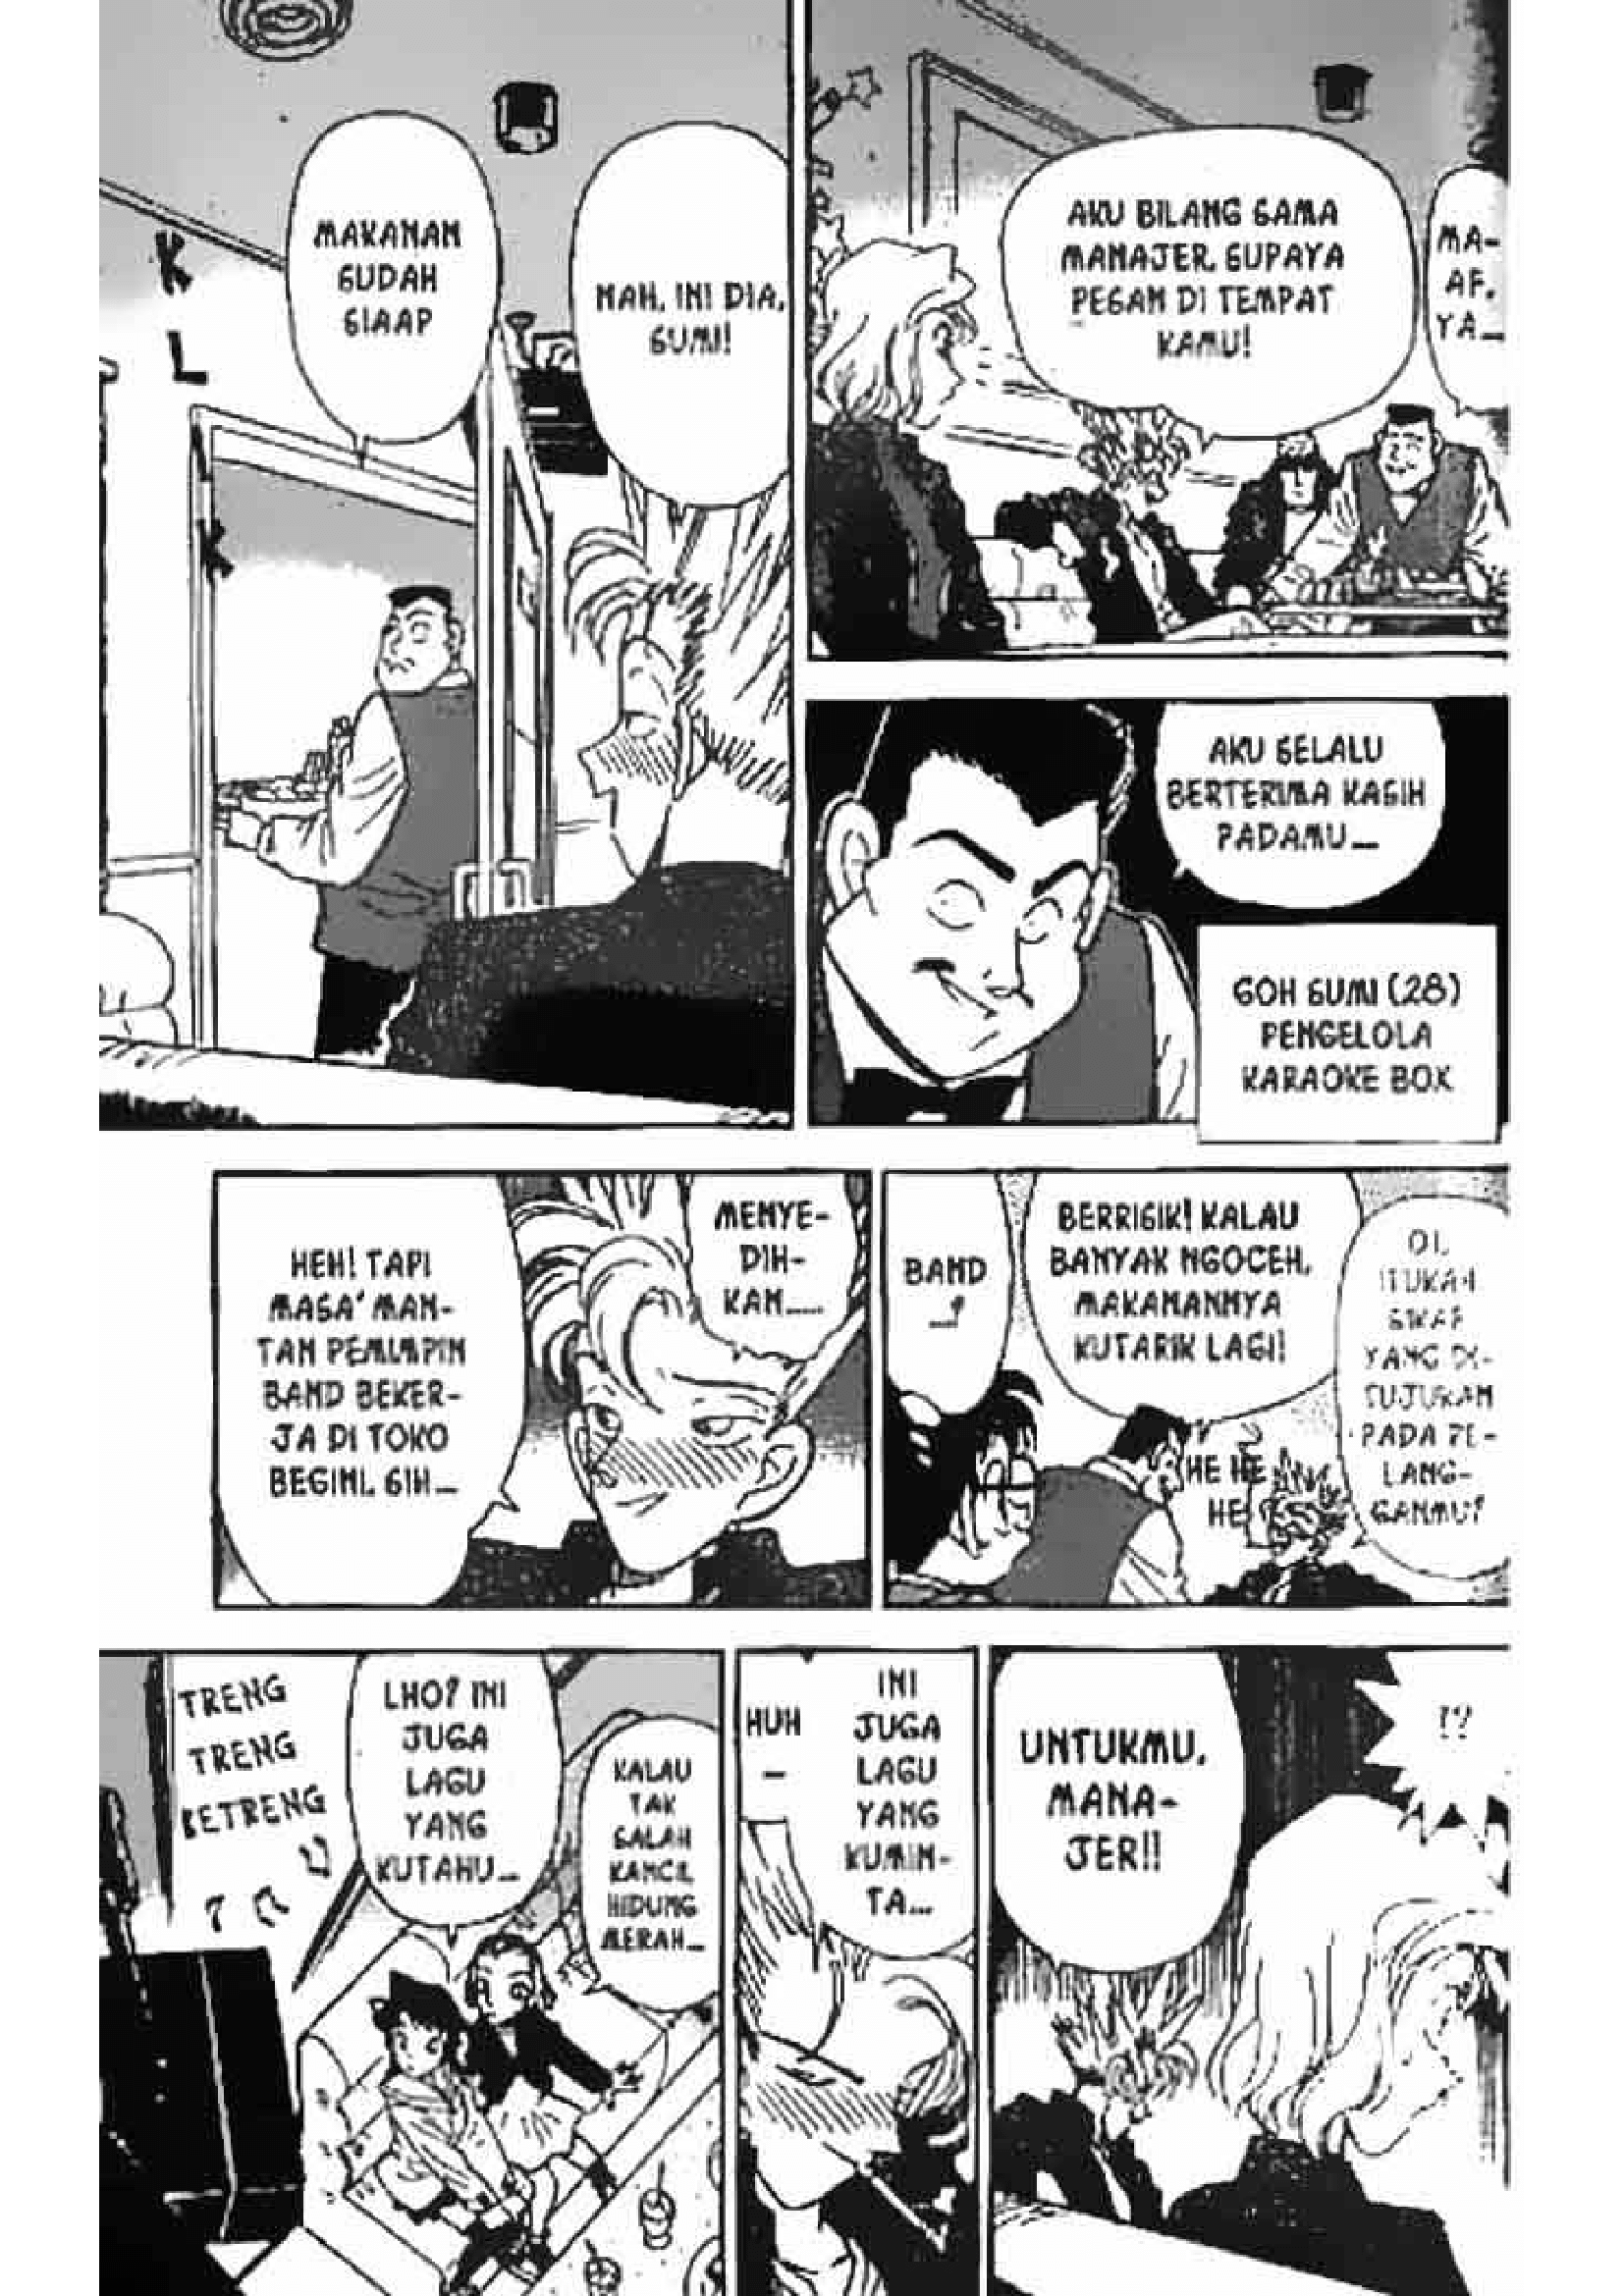 MAKANAN
SUDAH
SIAAP
NAH, INI DIA,
SUMI!
AKU BILANG SAMA
MANAJER SUPAYA
PESAN DI TEMPAT
KAMU!
MA-
AF,
YA...
AKU SELALU
BERTERIMA KASIH
PADAMU...
GOH SUMI (28)
PENGELOLA
KARAOKE BOX
HEH! TAPI
MASA' MAN-
TAN PEMIMPIN
BAND BEKER-
JA DI TOKO
BEGINI, SIH...
MENYE-
DIH-
KAN.....
BAND
...?
BERRISIK! KALAU
BANYAK NGOCEH,
MAKANANNYA
KUTARIK LAGI!
HE HE
HE
OI,
ITUKAH
SIKAP
YANG DI-
TUJUKAN
PADA PE-
LANG-
GANMU?
TRENG
TRENG
KETRENG
LHO? INI
JUGA
LAGU
YANG
KUTAHU...
KALAU
TAK
SALAH
KANCIL
HIDUNG
MERAH...
HUH
–
INI
JUGA
LAGU
YANG
KUMIN-
TA...
UNTUKMU,
MANA-
JER!!
!?